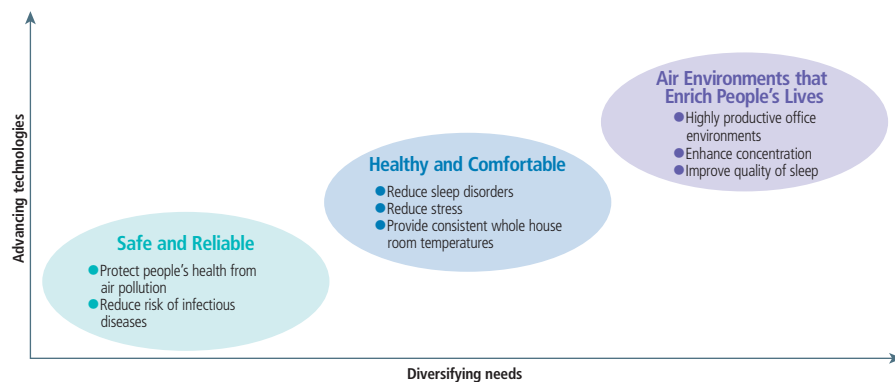 Advancing technologies
Air Environments that
Enrich People's Lives
●Highly productive office
environments
●Enhance concentration
●Improve quality of sleep
Healthy and Comfortable
●Reduce sleep disorders
●Reduce stress
●Provide consistent whole house
room temperatures
Safe and Reliable
●Protect people's health from
air pollution
●Reduce risk of infectious
diseases
Diversifying needs